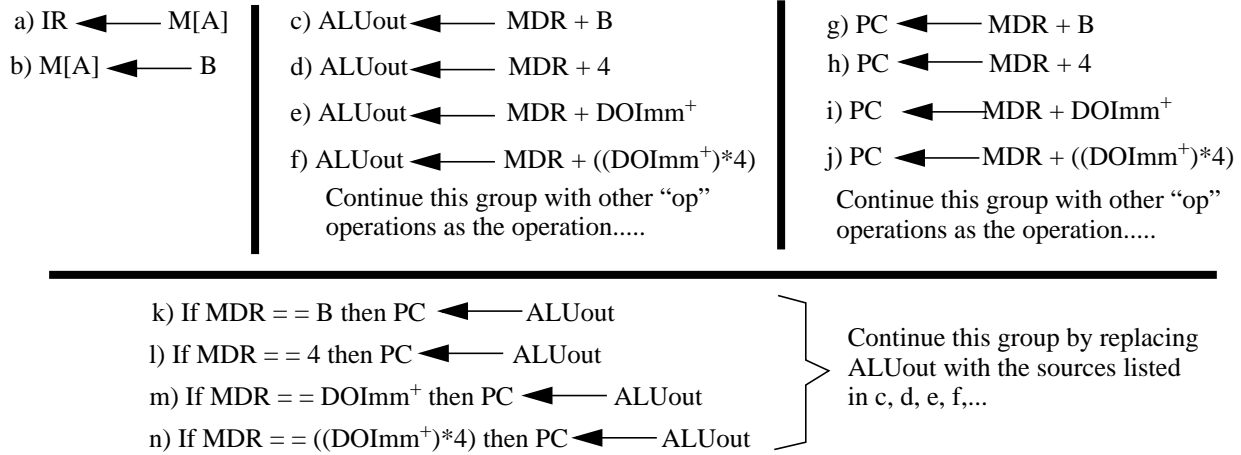 a) IR ← M[A]
b) M[A] ← B
c) ALUout ← MDR + B
d) ALUout ← MDR + 4
e) ALUout ← MDR + DOImm⁺
f) ALUout ← MDR + ((DOImm⁺)*4)
Continue this group with other “op”
operations as the operation.....
g) PC ← MDR + B
h) PC ← MDR + 4
i) PC ← MDR + DOImm⁺
j) PC ← MDR + ((DOImm⁺)*4)
Continue this group with other “op”
operations as the operation.....
k) If MDR = = B then PC ← ALUout
l) If MDR = = 4 then PC ← ALUout
m) If MDR = = DOImm⁺ then PC ← ALUout
n) If MDR = = ((DOImm⁺)*4) then PC ← ALUout
Continue this group by replacing
ALUout with the sources listed
in c, d, e, f,...